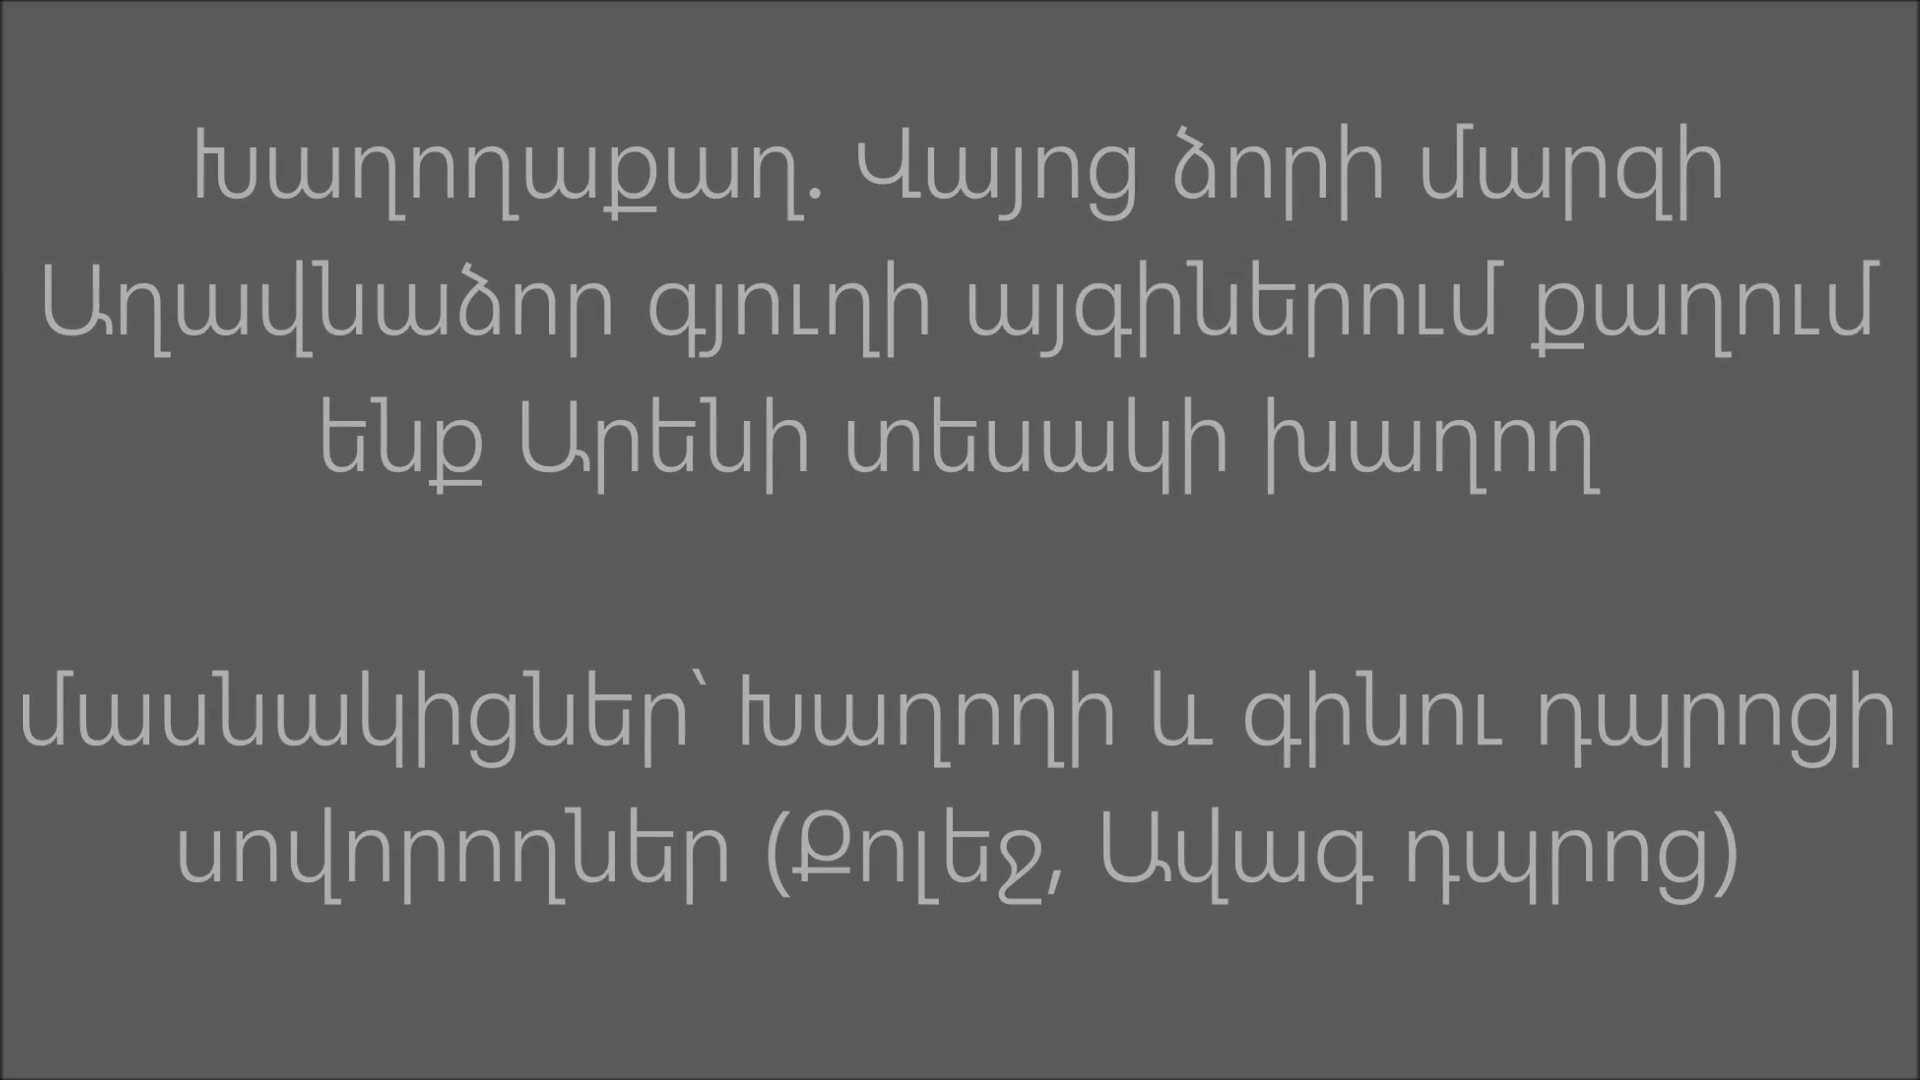 Խաղողաքաղ. Վայոց ձորի մարզի
Աղավնաձոր գյուղի այգիներում քաղում
ենք Արենի տեսակի խաղող
մասնակիցներ՝ Խաղողի և գինու դպրոցի
սովորողներ (Քոլեջ, Ավագ դպրոց)